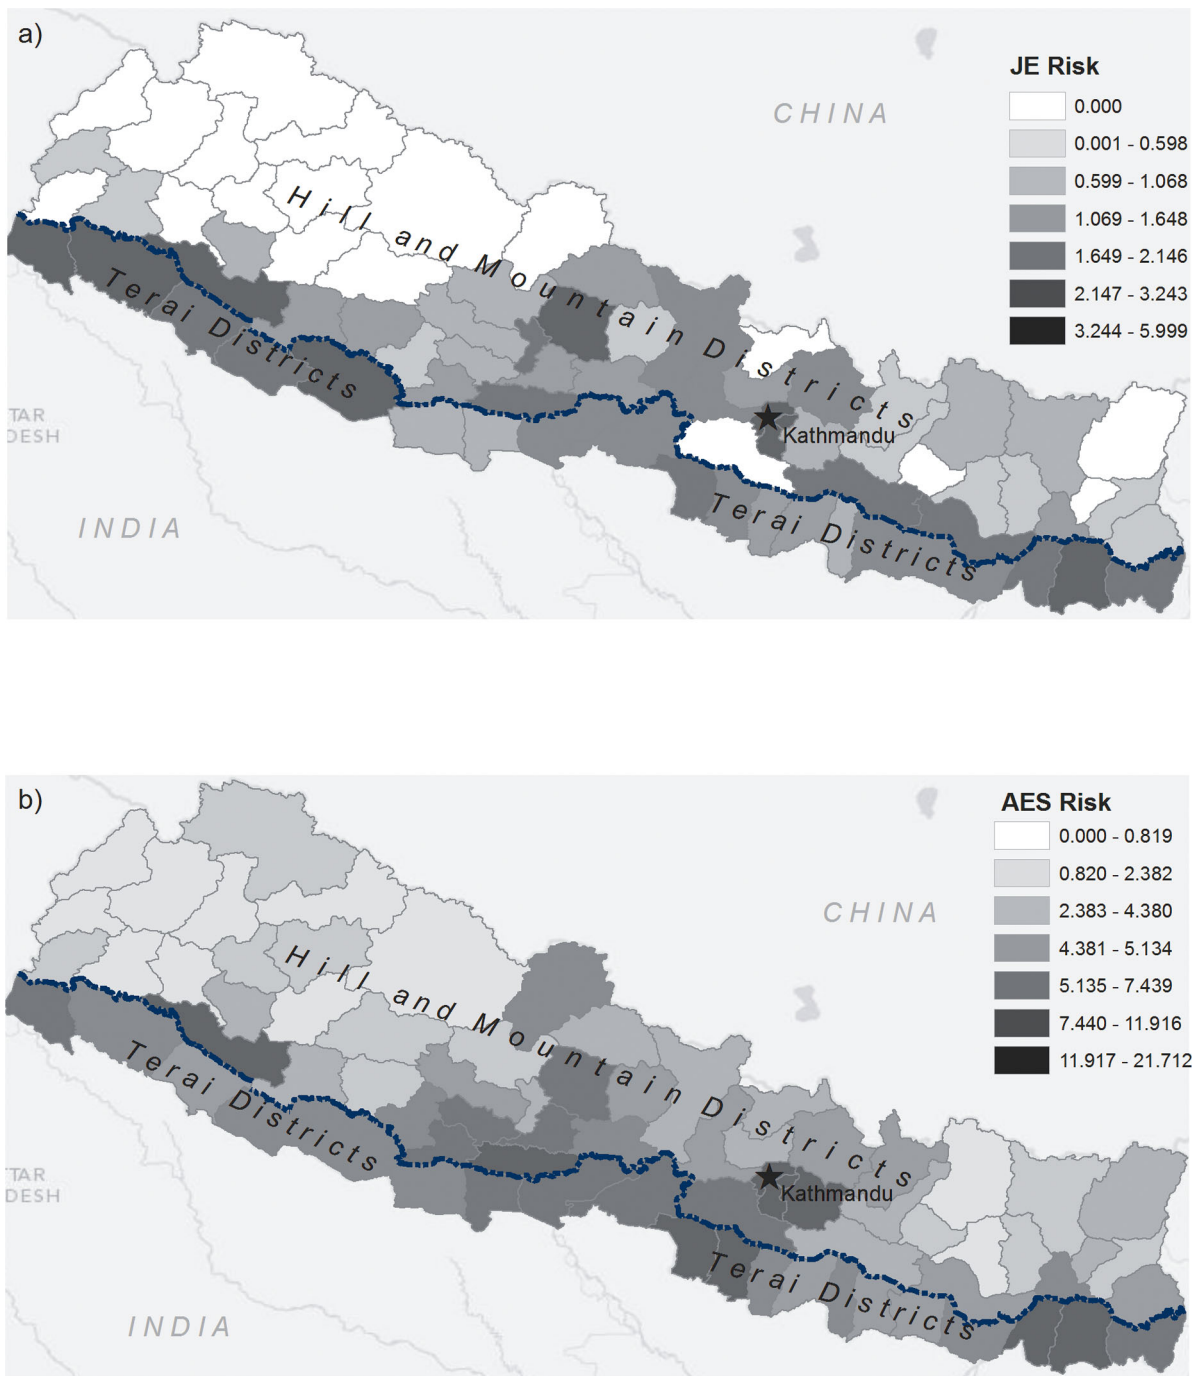 a)
JE Risk
0.000
0.001 - 0.598
0.599 - 1.068
1.069 - 1.648
1.649 - 2.146
2.147 - 3.243
3.244 - 5.999
CHINA
Hill and Mountain Districts
Terai Districts
Kathmandu
TAR
DESH
INDIA
Terai Districts
b)
AES Risk
0.000 - 0.819
0.820 - 2.382
2.383 - 4.380
4.381 - 5.134
5.135 - 7.439
7.440 - 11.916
11.917 - 21.712
CHINA
Hill and Mountain Districts
Terai Districts
Kathmandu
TAR
DESH
INDIA
Terai Districts